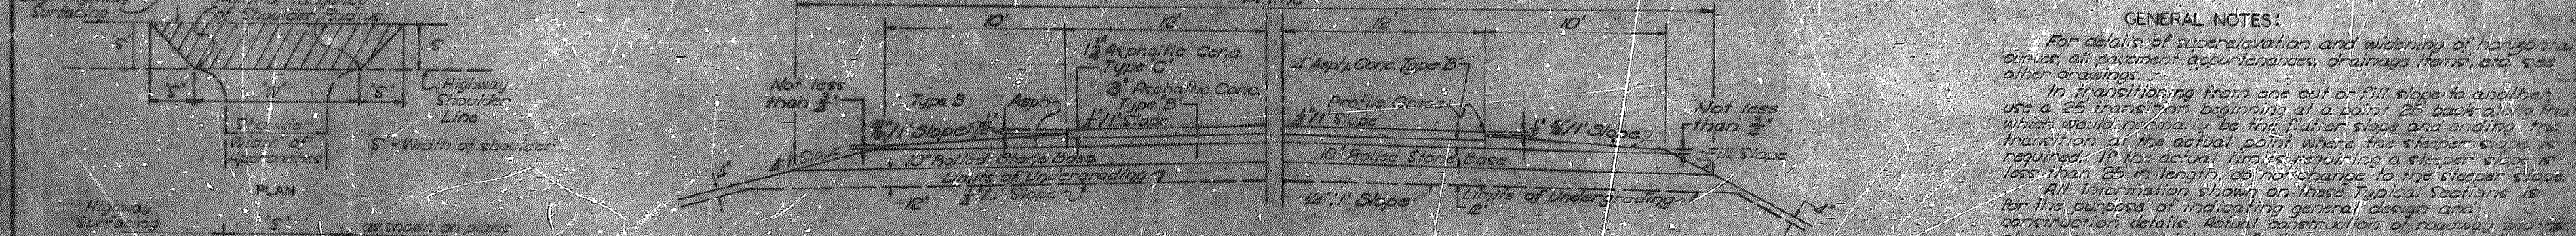 Surfacing
of Shoulder Radius
S
S
"S"
"W"
"S"
Highway
Shoulder
Line
Width of
Approaches
"S" = Width of shoulder
PLAN
Highway
Surfacing
"S"
as shown on plans
10'
12'
12'
10'
1½" Asphaltic Conc.
Type "C"
3" Asphaltic Conc.
Type "B"
4" Asph. Conc. Type "B"
Not less
than
Type B
Asph.
Profile Grade
Not less
than
Slope
Slope
Slope
4:1 Slope
Fill Slope
10" Rolled Stone Base
10" Rolled Stone Base
Limits of Undergrading
Limits of Undergrading
4"
12"
Slope
¼":1' Slope
12"
4"
GENERAL NOTES:
For details of superelevation and widening of horizontal
curves, all pavement appurtenances, drainage items, etc. see
other drawings.
In transitioning from one cut or fill slope to another,
use a 25' transition beginning at a point 25' back along the
which would normally be the flatter slope and ending the
transition at the actual point where the steeper slope is
required. If the actual limits requiring a steeper slope is
less than 25' in length, do not change to the steeper slope.
All information shown on these Typical Sections is
for the purpose of indicating general design and
construction details. Actual construction of roadway widths